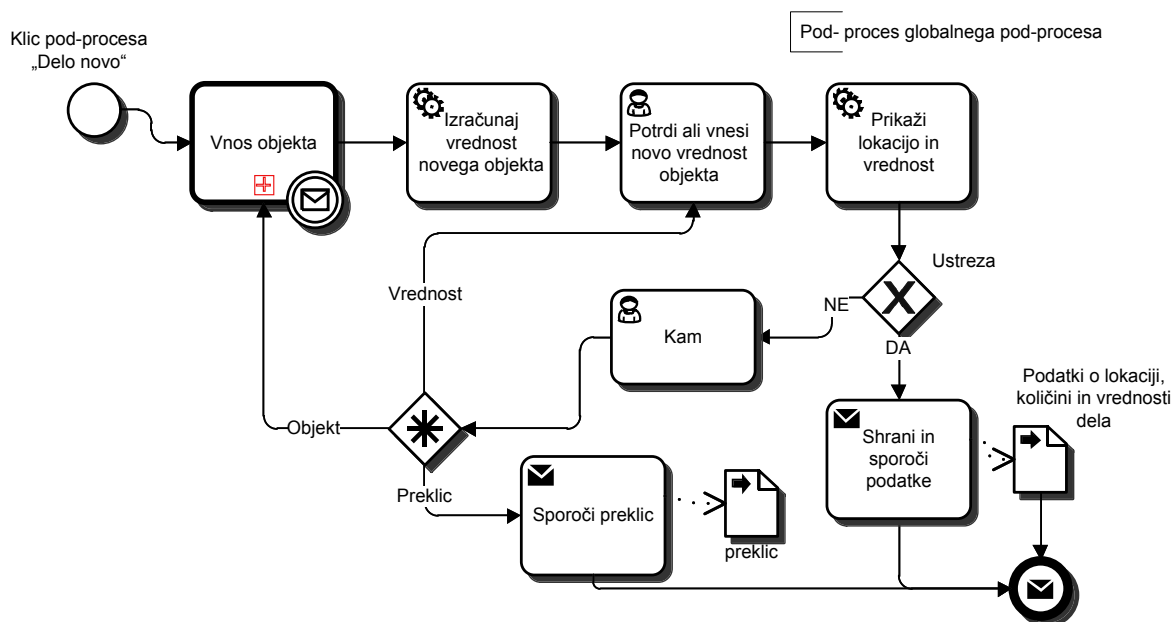 Klic pod-procesa
„Delo novo“
Pod- proces globalnega pod-procesa
Vnos objekta
Izračunaj
vrednost
novega objekta
Potrdi ali vnesi
novo vrednost
objekta
Prikaži
lokacijo in
vrednost
Ustreza
Vrednost
NE
Kam
DA
Podatki o lokaciji,
količini in vrednosti
dela
Objekt
Shrani in
sporoči
podatke
Preklic
Sporoči preklic
preklic